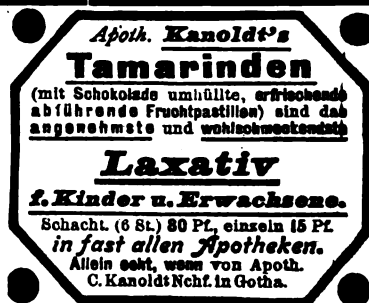 Apoth. Kanoldt's
Tamarinden
(mit Schokolade umhüllte, erfrischende
abführende Fruchtpastillen) sind das
angenehmste und wohlschmeckendste
Laxativ
f. Kinder u. Erwachsene.
Schacht. (6 St.) 80 Pf., einzeln 15 Pf.
in fast allen Apotheken.
Allein echt, wenn von Apoth.
C. Kanoldt Nchf. in Gotha.